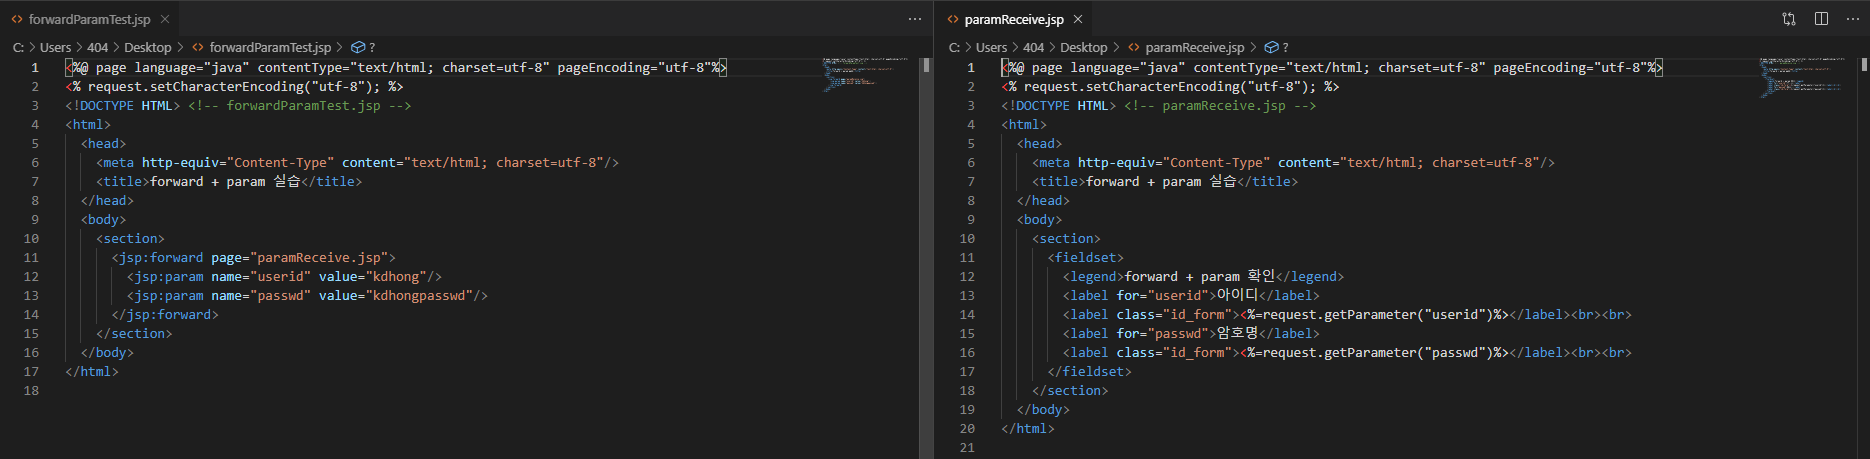 forwardParamTest.jsp
C: > Users > 404 > Desktop > forwardParamTest.jsp > ?
1 <%@ page language="java" contentType="text/html; charset=utf-8" pageEncoding="utf-8"%>
2 <% request.setCharacterEncoding("utf-8"); %>
3 <!DOCTYPE HTML> <!-- forwardParamTest.jsp -->
4 <html>
5 <head>
6 <meta http-equiv="Content-Type" content="text/html; charset=utf-8"/>
7 <title>forward + param 실습</title>
8 </head>
9 <body>
10 <section>
11 <jsp:forward page="paramReceive.jsp">
12 <jsp:param name="userid" value="kdhong"/>
13 <jsp:param name="passwd" value="kdhongpasswd"/>
14 </jsp:forward>
15 </section>
16 </body>
17 </html>
18
paramReceive.jsp
C: > Users > 404 > Desktop > paramReceive.jsp > ?
1 <%@ page language="java" contentType="text/html; charset=utf-8" pageEncoding="utf-8"%>
2 <% request.setCharacterEncoding("utf-8"); %>
3 <!DOCTYPE HTML> <!-- paramReceive.jsp -->
4 <html>
5 <head>
6 <meta http-equiv="Content-Type" content="text/html; charset=utf-8"/>
7 <title>forward + param 실습</title>
8 </head>
9 <body>
10 <section>
11 <fieldset>
12 <legend>forward + param 확인</legend>
13 <label for="userid">아이디</label>
14 <label class="id_form"><%=request.getParameter("userid")%></label><br><br>
15 <label for="passwd">암호명</label>
16 <label class="id_form"><%=request.getParameter("passwd")%></label><br><br>
17 </fieldset>
18 </section>
19 </body>
20 </html>
21